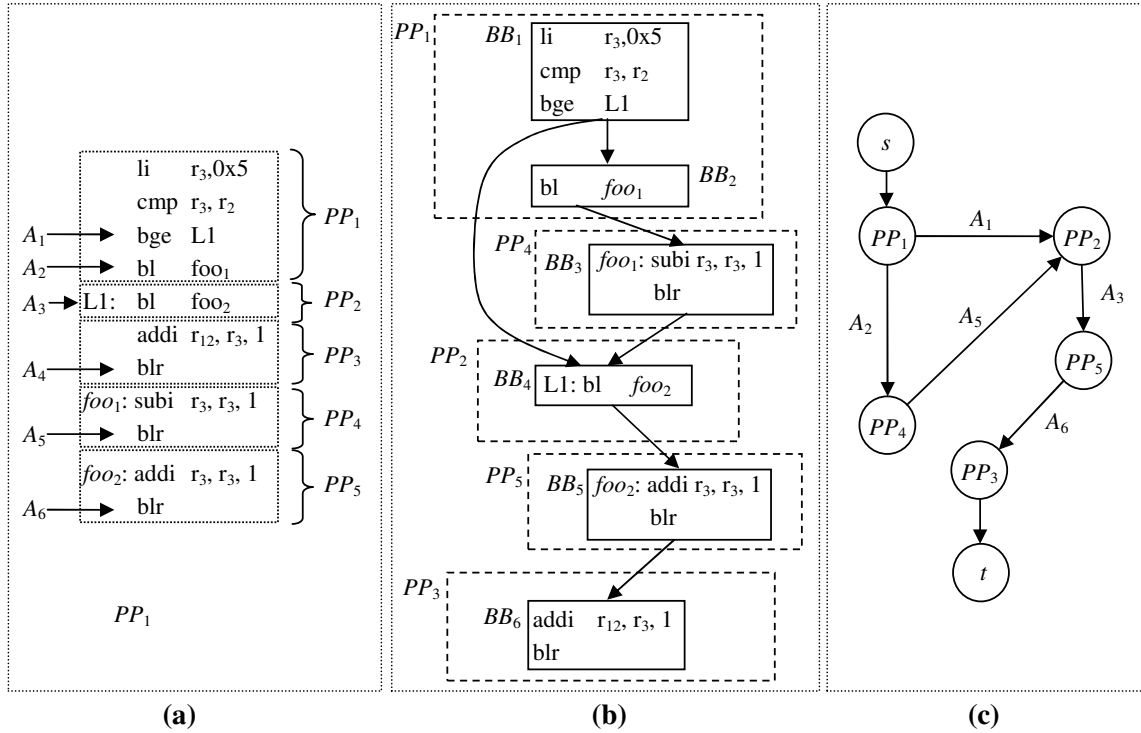 li r₃,0x5
cmp r₃, r₂
A₁ bge L1
A₂ bl foo₁
PP₁
A₃ L1: bl foo₂
PP₂
addi r₁₂, r₃, 1
A₄ blr
PP₃
foo₁: subi r₃, r₃, 1
A₅ blr
PP₄
foo₂: addi r₃, r₃, 1
A₆ blr
PP₅
PP₁
(a)
PP₁
BB₁
li r₃,0x5
cmp r₃, r₂
bge L1
bl foo₁
BB₂
PP₄
BB₃
foo₁: subi r₃, r₃, 1
blr
PP₂
BB₄
L1: bl foo₂
PP₅
BB₅
foo₂: addi r₃, r₃, 1
blr
PP₃
BB₆
addi r₁₂, r₃, 1
blr
(b)
s
PP₁
A₁
PP₂
A₂
A₅
A₃
PP₅
PP₄
A₆
PP₃
t
(c)